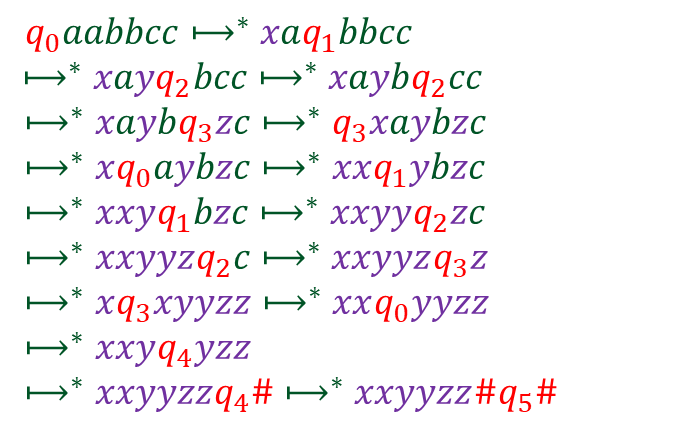 q₀aabbcc ⟼* xaq₁bbcc
⟼* xayq₂bcc ⟼* xaybq₂cc
⟼* xaybq₃zc ⟼* q₃xaybzc
⟼* xq₀aybzc ⟼* xxq₁ybzc
⟼* xxyq₁bzc ⟼* xxyyq₂zc
⟼* xxyyzq₂c ⟼* xxyyzq₃z
⟼* xq₃xyyzz ⟼* xxq₀yyzz
⟼* xxyq₄yzz
⟼* xxyyzzq₄# ⟼* xxyyzz#q₅#